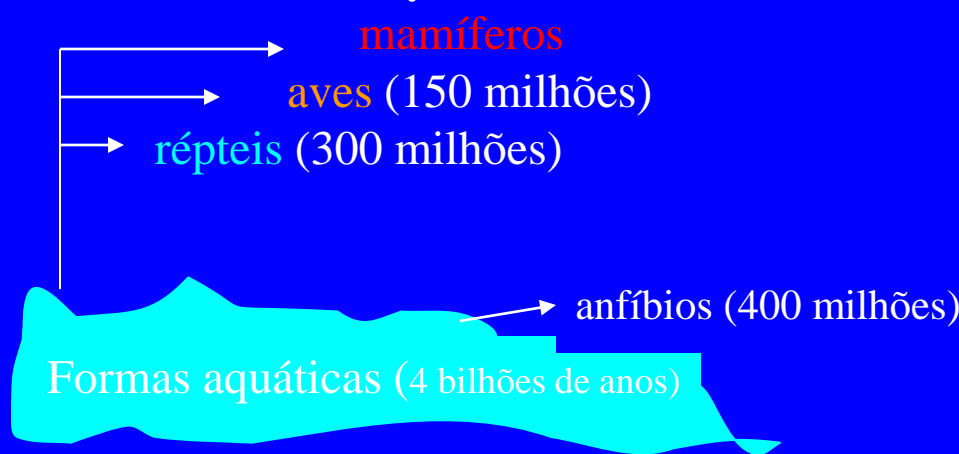 mamíferos
aves (150 milhões)
répteis (300 milhões)
anfíbios (400 milhões)
Formas aquáticas (4 bilhões de anos)